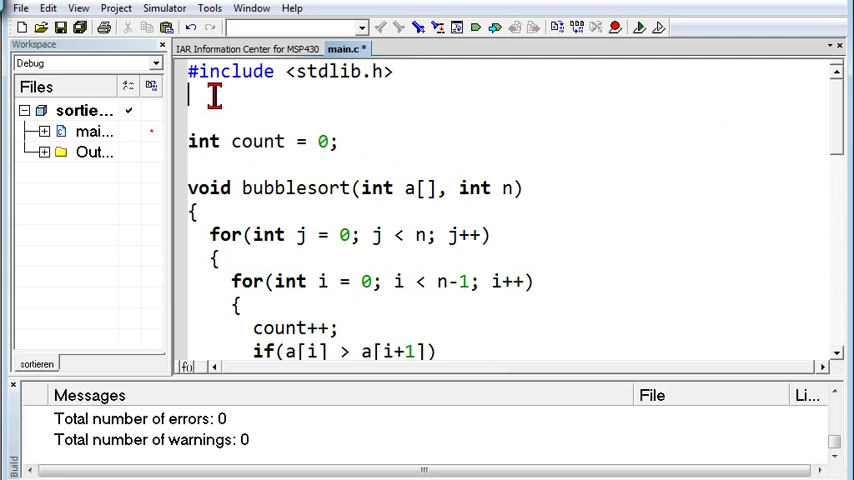 File Edit View Project Simulator Tools Window Help
Workspace
IAR Information Center for MSP430 main.c *
Debug
Files
sortie...
mai...
Out...
sortieren
#include <stdlib.h>
int count = 0;
void bubblesort(int a[], int n)
{
for(int j = 0; j < n; j++)
{
for(int i = 0; i < n-1; i++)
{
count++;
if(a[i] > a[i+1])
f()
Messages File Li...
Total number of errors: 0
Total number of warnings: 0
Build